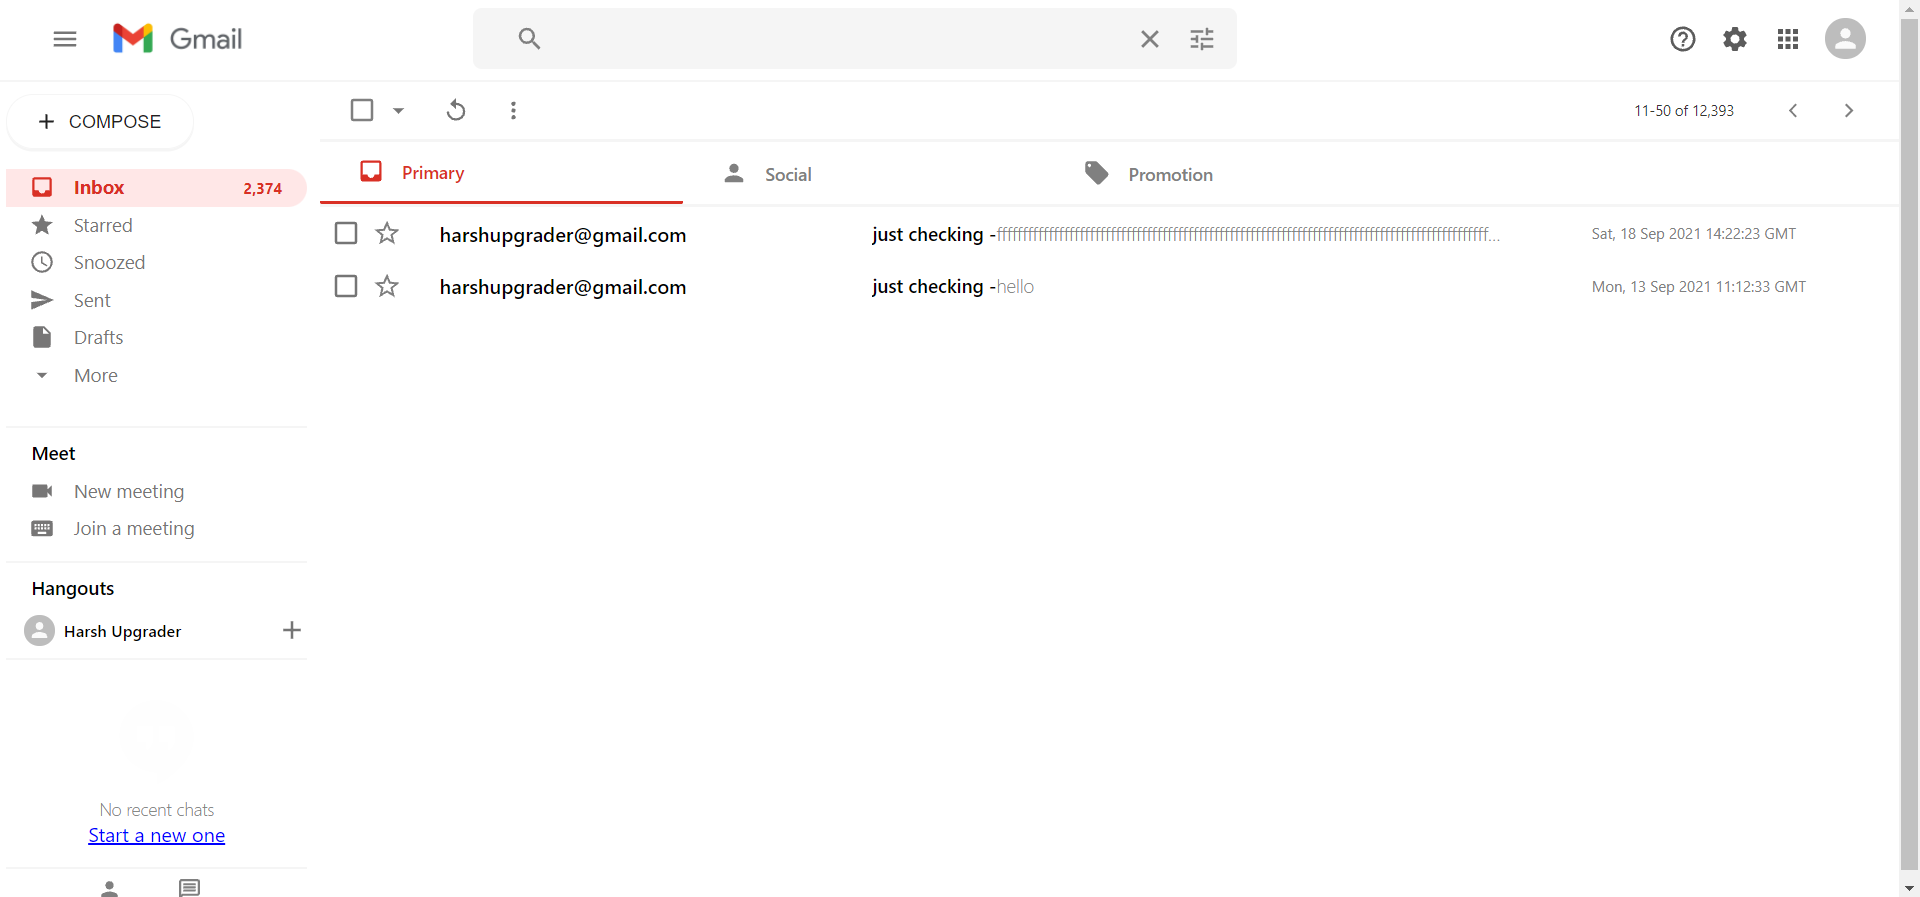 Gmail
COMPOSE
11-50 of 12,393
Inbox 2,374
Starred
Snoozed
Sent
Drafts
More
Primary
Social
Promotion
harshupgrader@gmail.com just checking - Sat, 18 Sep 2021 14:22:23 GMT
harshupgrader@gmail.com just checking -hello Mon, 13 Sep 2021 11:12:33 GMT
Meet
New meeting
Join a meeting
Hangouts
Harsh Upgrader
No recent chats
Start a new one